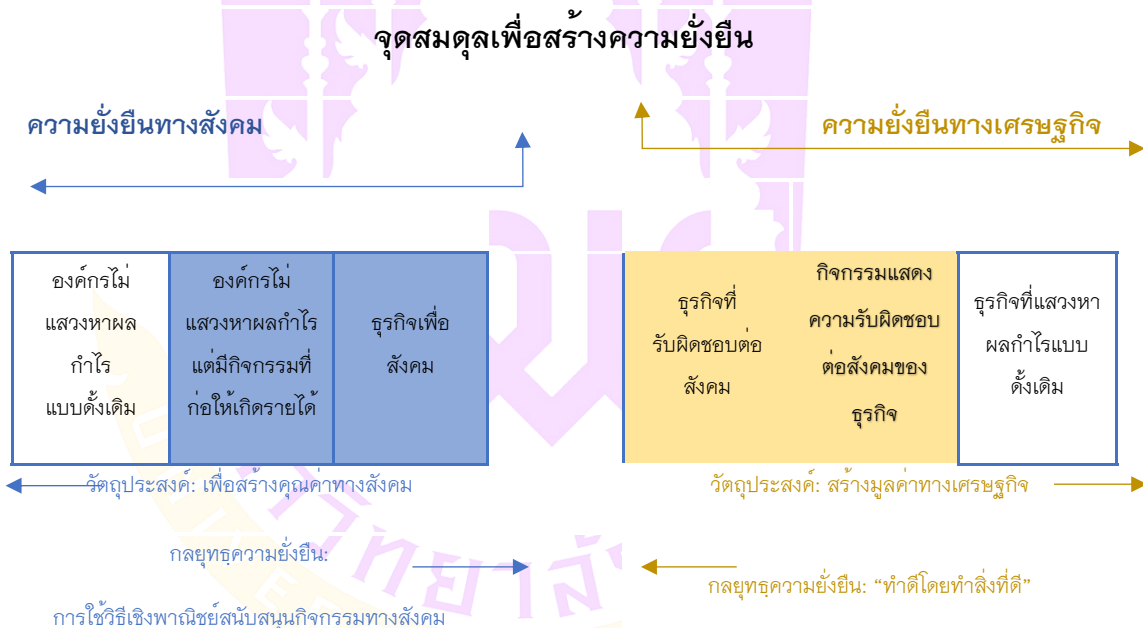 จุดสมดุลเพื่อสร้างความยั่งยืน
ความยั่งยืนทางสังคม
ความยั่งยืนทางเศรษฐกิจ
องค์กรไม่
แสวงหาผล
กำไร
แบบดั้งเดิม
องค์กรไม่
แสวงหาผลกำไร
แต่มีกิจกรรมที่
ก่อให้เกิดรายได้
ธุรกิจเพื่อ
สังคม
ธุรกิจที่
รับผิดชอบต่อ
สังคม
กิจกรรมแสดง
ความรับผิดชอบ
ต่อสังคมของ
ธุรกิจ
ธุรกิจที่แสวงหา
ผลกำไรแบบ
ดั้งเดิม
วัตถุประสงค์: เพื่อสร้างคุณค่าทางสังคม
วัตถุประสงค์: สร้างมูลค่าทางเศรษฐกิจ
กลยุทธฺความยั่งยืน:
การใช้วิธีเชิงพาณิชย์สนับสนุนกิจกรรมทางสังคม
กลยุทธฺความยั่งยืน: “ทำดีโดยทำสิ่งที่ดี”